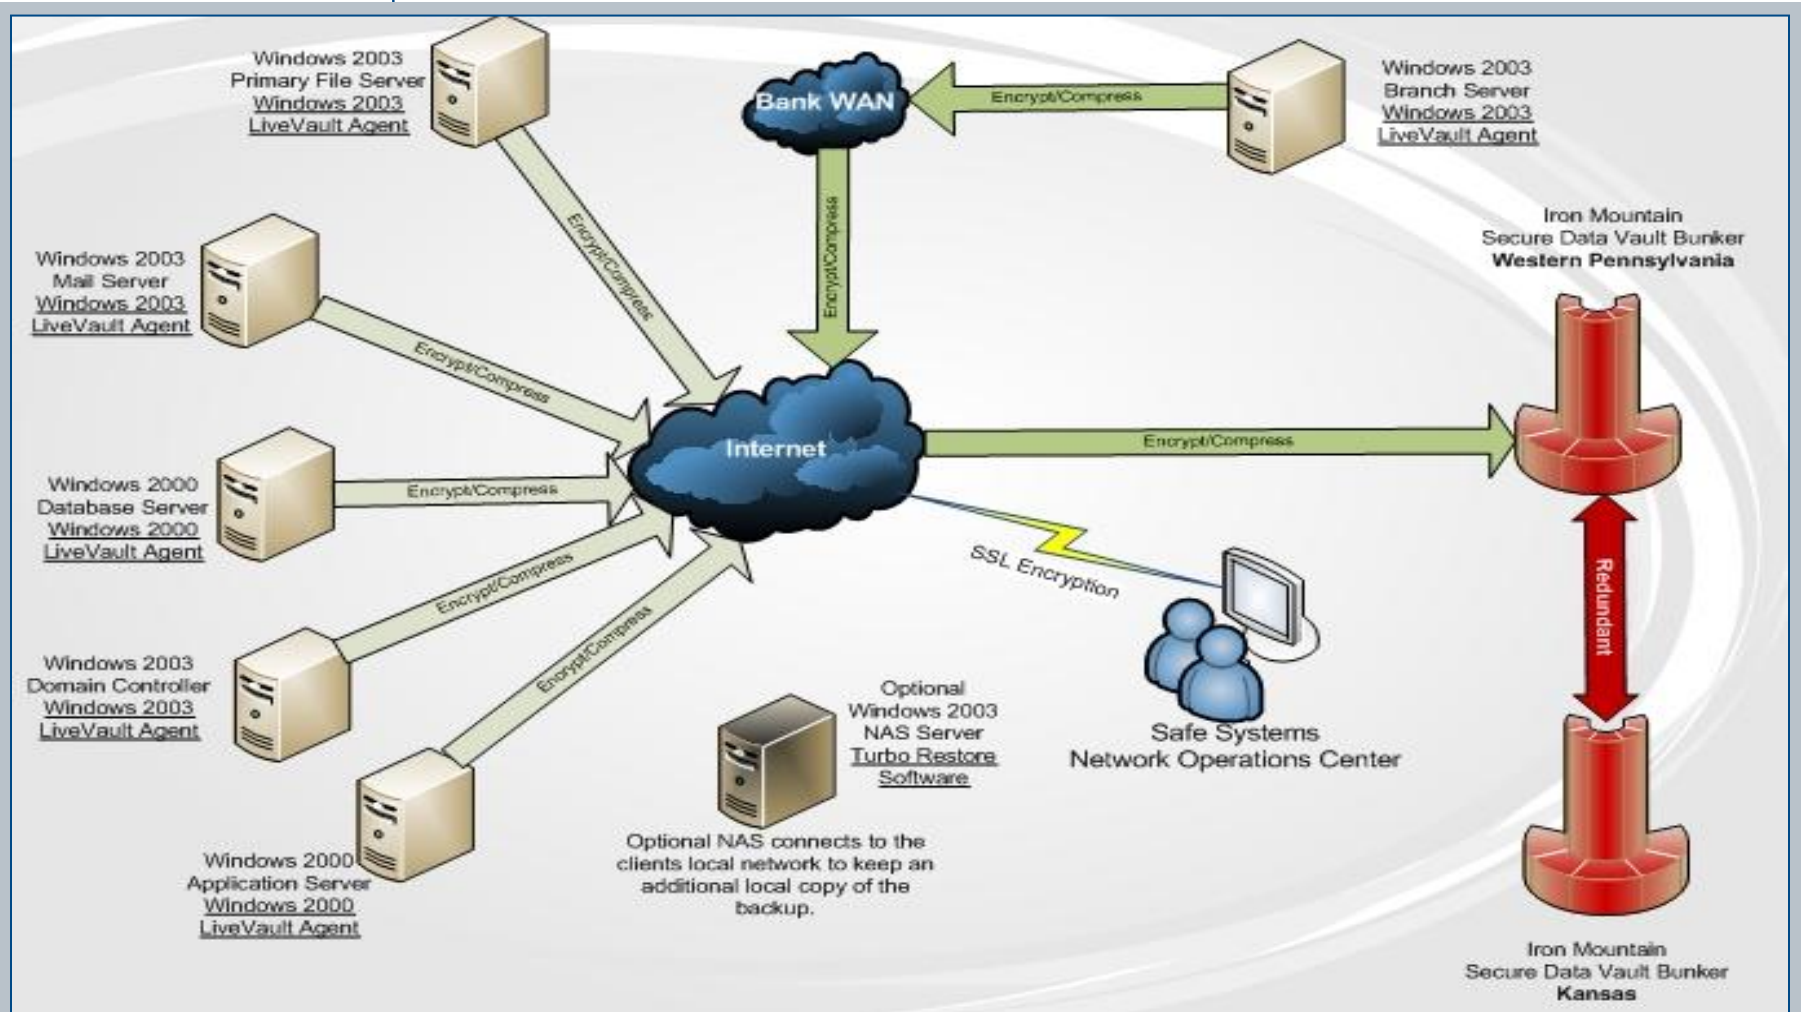 Windows 2003
Primary File Server
Windows 2003
LiveVault Agent
Encrypt/Compress
Bank WAN
Encrypt/Compress
Windows 2003
Branch Server
Windows 2003
LiveVault Agent
Encrypt/Compress
Iron Mountain
Secure Data Vault Bunker
Western Pennsylvania
Windows 2003
Mail Server
Windows 2003
LiveVault Agent
Encrypt/Compress
Internet
Encrypt/Compress
Windows 2000
Database Server
Windows 2000
LiveVault Agent
Encrypt/Compress
SSL Encryption
Redundant
Windows 2003
Domain Controller
Windows 2003
LiveVault Agent
Encrypt/Compress
Windows 2000
Application Server
Windows 2000
LiveVault Agent
Encrypt/Compress
Optional
Windows 2003
NAS Server
Turbo Restore
Software
Optional NAS connects to the
clients local network to keep an
additional local copy of the
backup.
Safe Systems
Network Operations Center
Iron Mountain
Secure Data Vault Bunker
Kansas